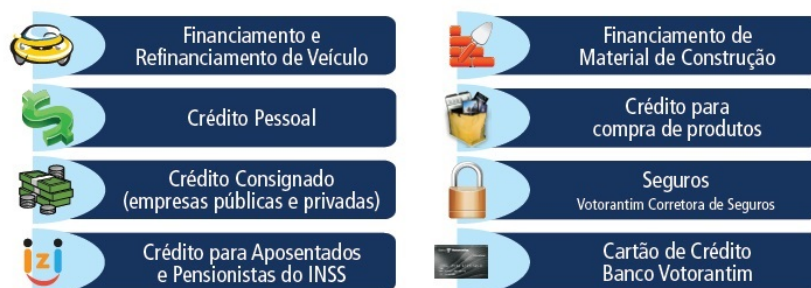 Financiamento e
Refinanciamento de Veículo
Crédito Pessoal
Crédito Consignado
(empresas públicas e privadas)
izi
Crédito para Aposentados
e Pensionistas do INSS
Financiamento de
Material de Construção
Crédito para
compra de produtos
Seguros
Votorantim Corretora de Seguros
Cartão de Crédito
Banco Votorantim